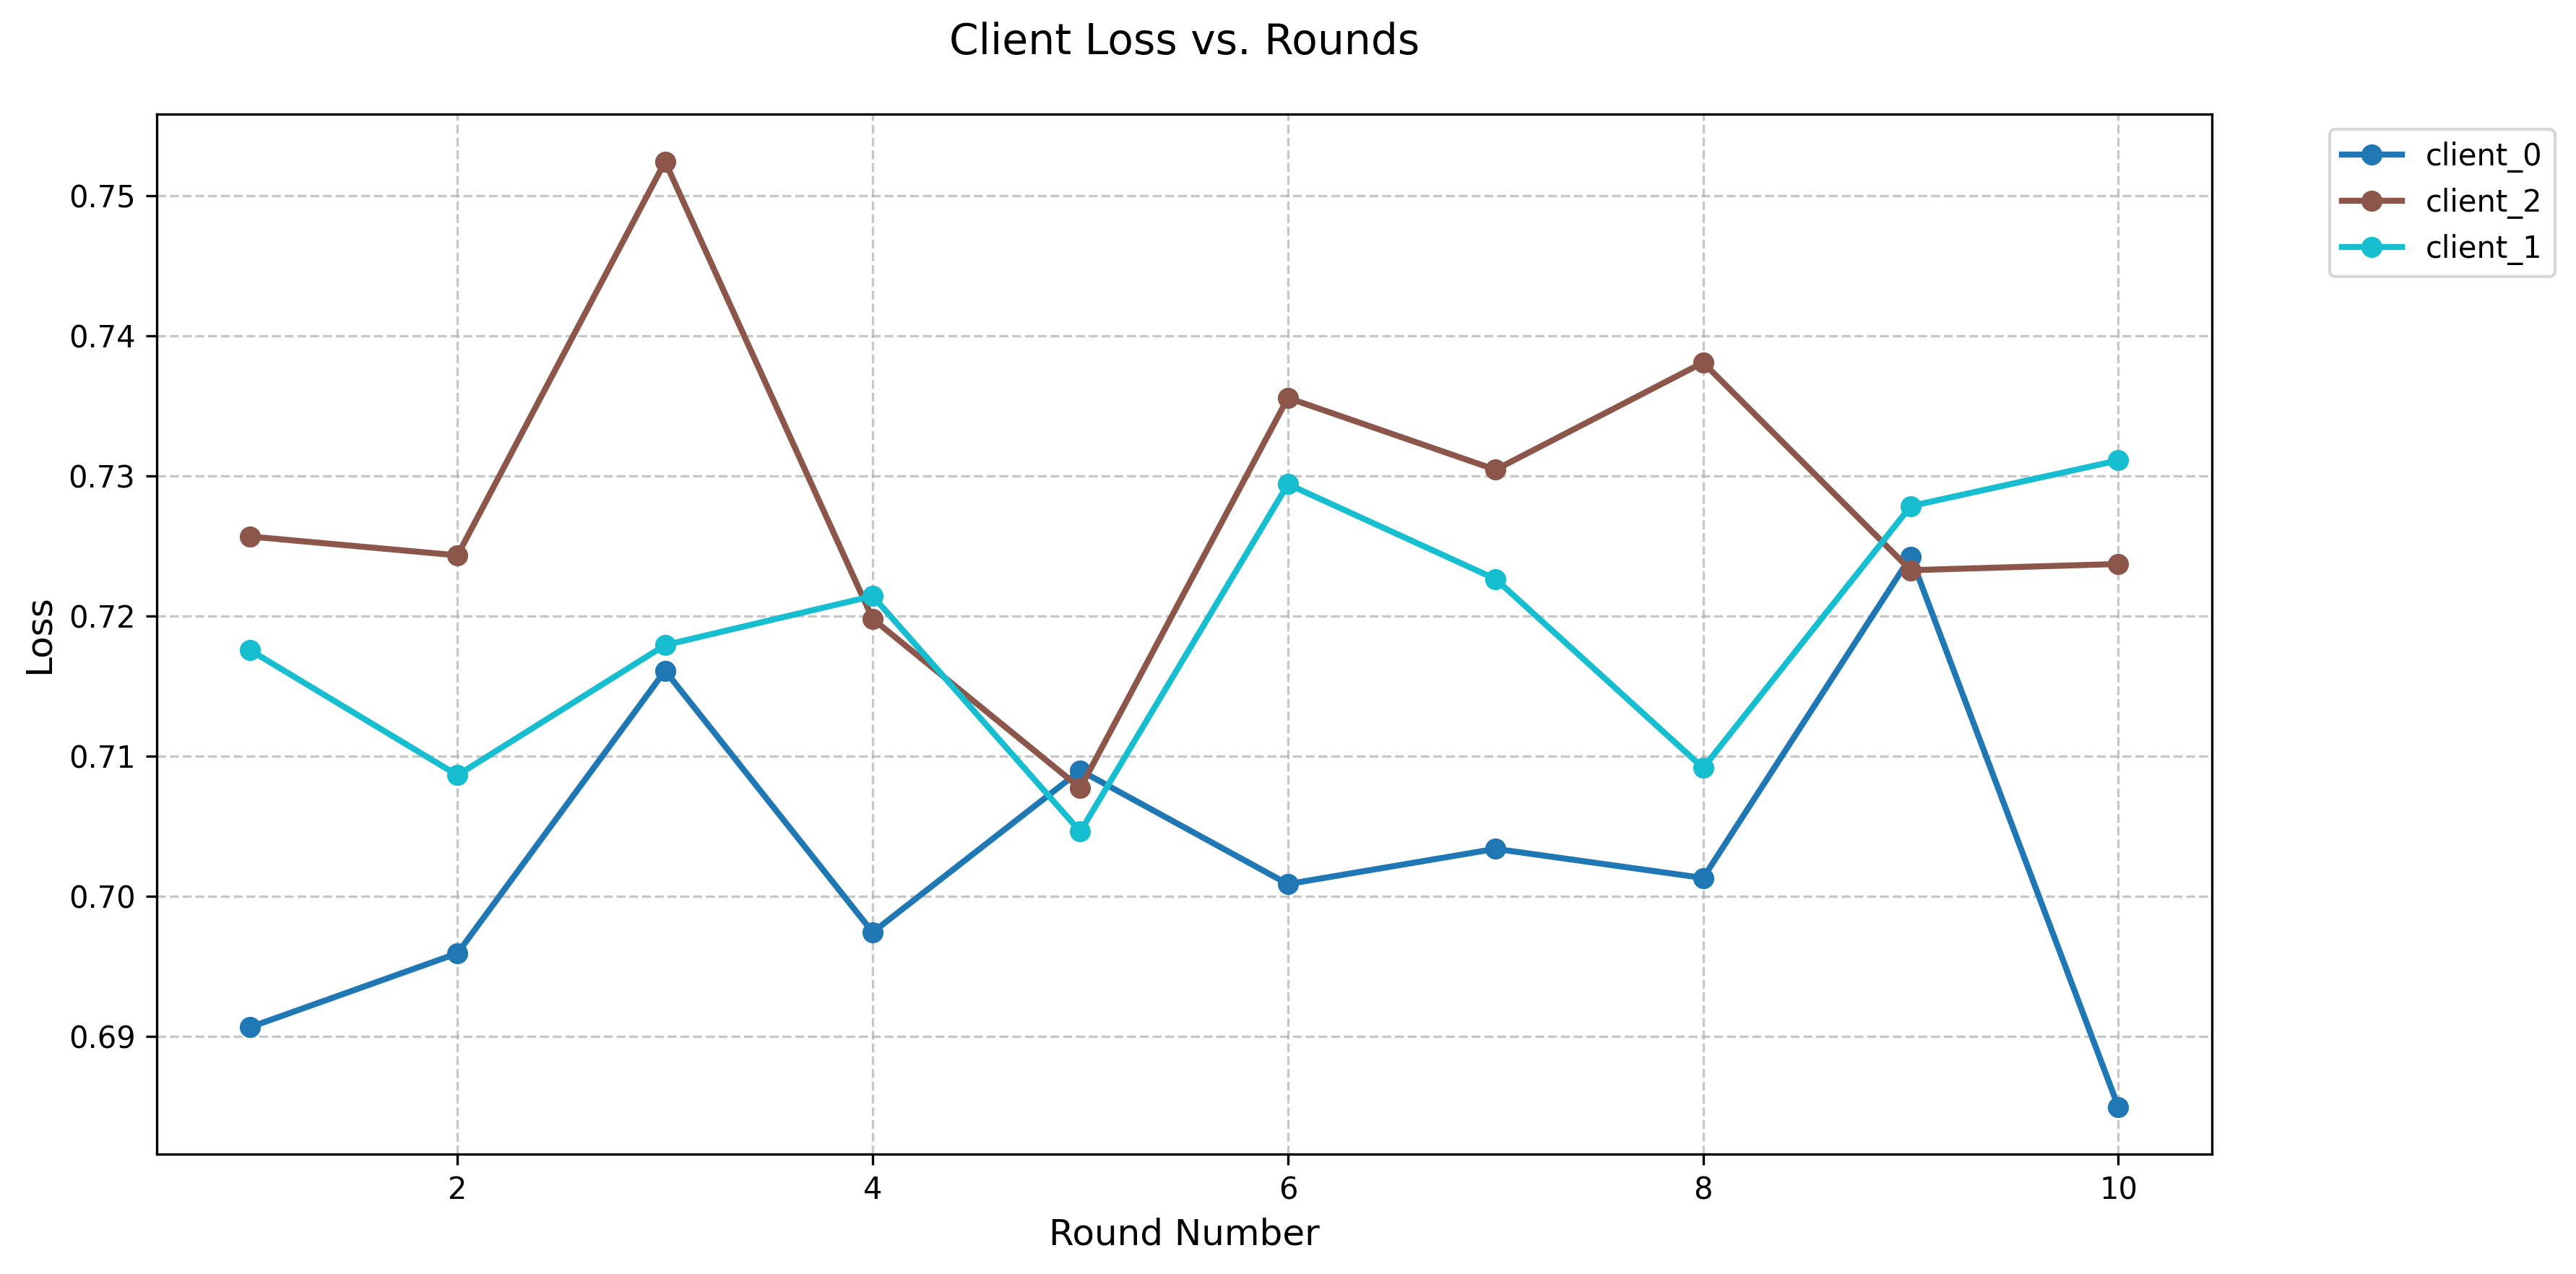 Client Loss vs. Rounds
client_0
client_2
client_1
0.75
0.74
0.73
0.72
0.71
0.70
0.69
Loss
2 4 6 8 10
Round Number